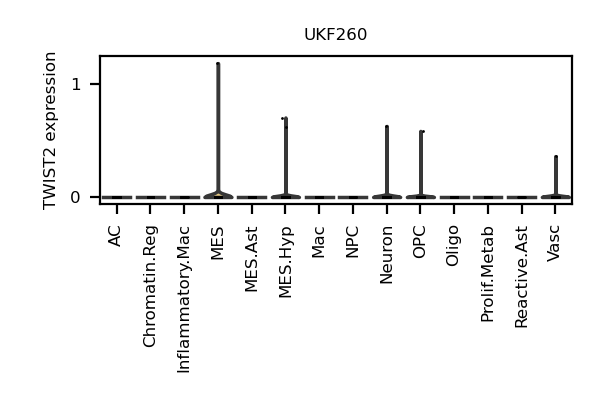 UKF260
TWIST2 expression
1
0
AC
Chromatin.Reg
Inflammatory.Mac
MES
MES.Ast
MES.Hyp
Mac
NPC
Neuron
OPC
Oligo
Prolif.Metab
Reactive.Ast
Vasc